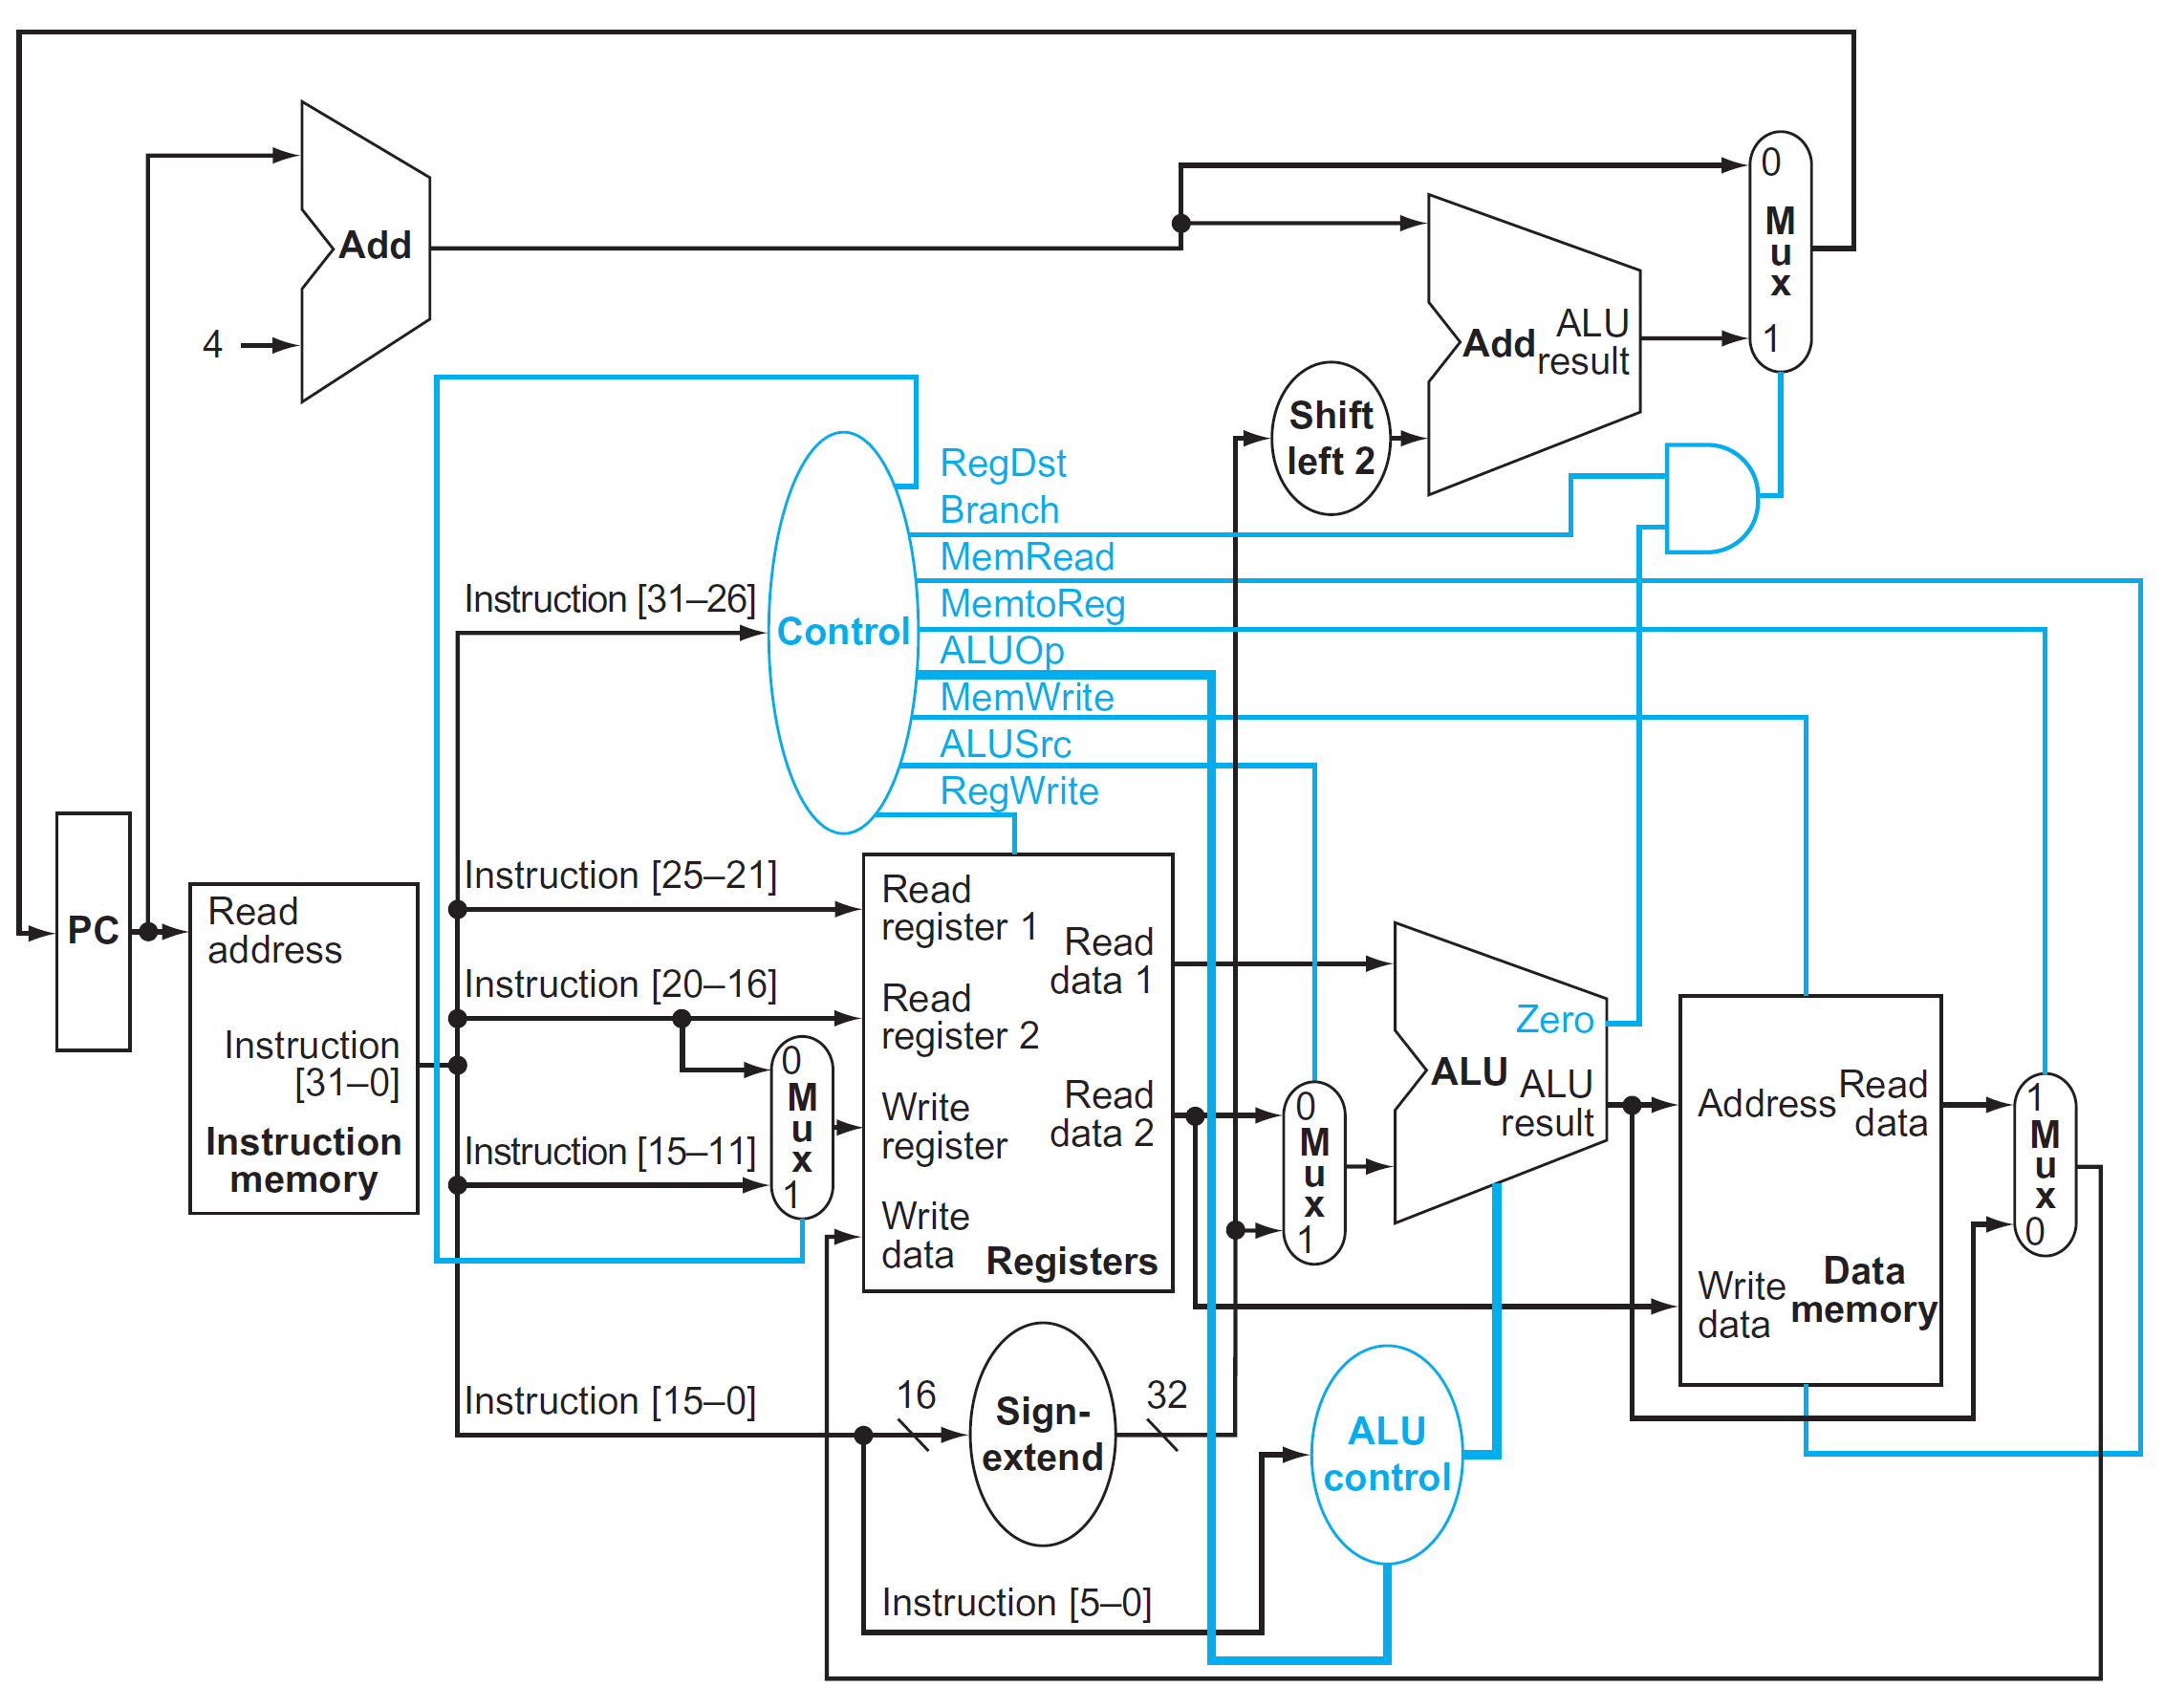 0
M
u
x
1
Add
4
Add
ALU
result
Shift
left 2
RegDst
Branch
MemRead
MemtoReg
ALUOp
MemWrite
ALUSrc
RegWrite
Instruction [31–26]
Control
Instruction [25–21]
Instruction [20–16]
Instruction [15–11]
Instruction [15–0]
Instruction [5–0]
PC
Read
address
Instruction
[31–0]
Instruction
memory
0
M
u
x
1
Read
register 1
Read
register 2
Write
register
Write
data
Read
data 1
Read
data 2
Registers
0
M
u
x
1
Zero
ALU
ALU
result
Address
Read
data
Write
data
Data
memory
1
M
u
x
0
16
Sign-
extend
32
ALU
control